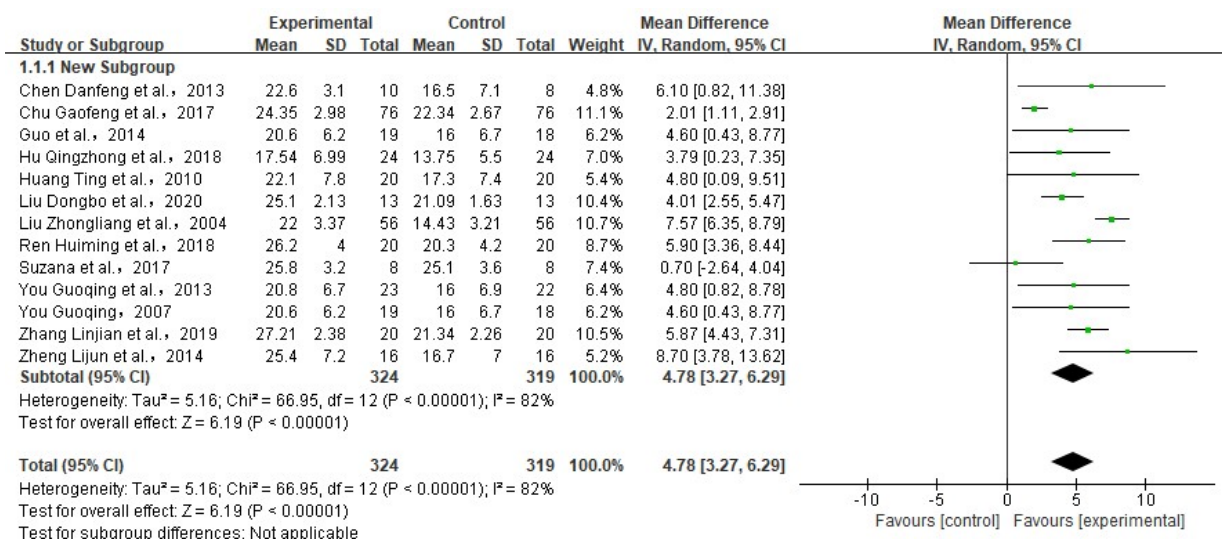 Experimental Control Mean Difference Mean Difference
Study or Subgroup Mean SD Total Mean SD Total Weight IV, Random, 95% CI IV, Random, 95% CI
1.1.1 New Subgroup
Chen Danfeng et al., 2013 22.6 3.1 10 16.5 7.1 8 4.8% 6.10 [0.82, 11.38]
Chu Gaofeng et al., 2017 24.35 2.98 76 22.34 2.67 76 11.1% 2.01 [1.11, 2.91]
Guo et al., 2014 20.6 6.2 19 16 6.7 18 6.2% 4.60 [0.43, 8.77]
Hu Qingzhong et al., 2018 17.54 6.99 24 13.75 5.5 24 7.0% 3.79 [0.23, 7.35]
Huang Ting et al., 2010 22.1 7.8 20 17.3 7.4 20 5.4% 4.80 [0.09, 9.51]
Liu Dongbo et al., 2020 25.1 2.13 13 21.09 1.63 13 10.4% 4.01 [2.55, 5.47]
Liu Zhongliang et al., 2004 22 3.37 56 14.43 3.21 56 10.7% 7.57 [6.35, 8.79]
Ren Huiming et al., 2018 26.2 4 20 20.3 4.2 20 8.7% 5.90 [3.36, 8.44]
Suzana et al., 2017 25.8 3.2 8 25.1 3.6 8 7.4% 0.70 [-2.64, 4.04]
You Guoqing et al., 2013 20.8 6.7 23 16 6.9 22 6.4% 4.80 [0.82, 8.78]
You Guoqing, 2007 20.6 6.2 19 16 6.7 18 6.2% 4.60 [0.43, 8.77]
Zhang Linjian et al., 2019 27.21 2.38 20 21.34 2.26 20 10.5% 5.87 [4.43, 7.31]
Zheng Lijun et al., 2014 25.4 7.2 16 16.7 7 16 5.2% 8.70 [3.78, 13.62]
Subtotal (95% CI) 324 319 100.0% 4.78 [3.27, 6.29]
Heterogeneity: Tau² = 5.16; Chi² = 66.95, df = 12 (P < 0.00001); I² = 82%
Test for overall effect: Z = 6.19 (P < 0.00001)
Total (95% CI) 324 319 100.0% 4.78 [3.27, 6.29]
Heterogeneity: Tau² = 5.16; Chi² = 66.95, df = 12 (P < 0.00001); I² = 82%
Test for overall effect: Z = 6.19 (P < 0.00001)
Test for subgroup differences: Not applicable
-10 -5 0 5 10
Favours [control] Favours [experimental]